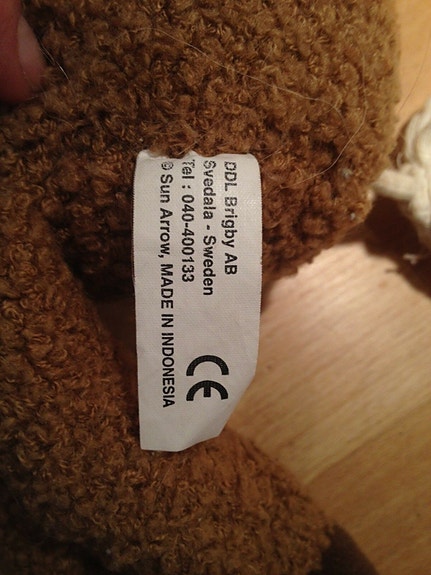 DDL Brigby AB
Svedala - Sweden
Tel : 040-400133
© Sun Arrow, MADE IN INDONESIA
CE